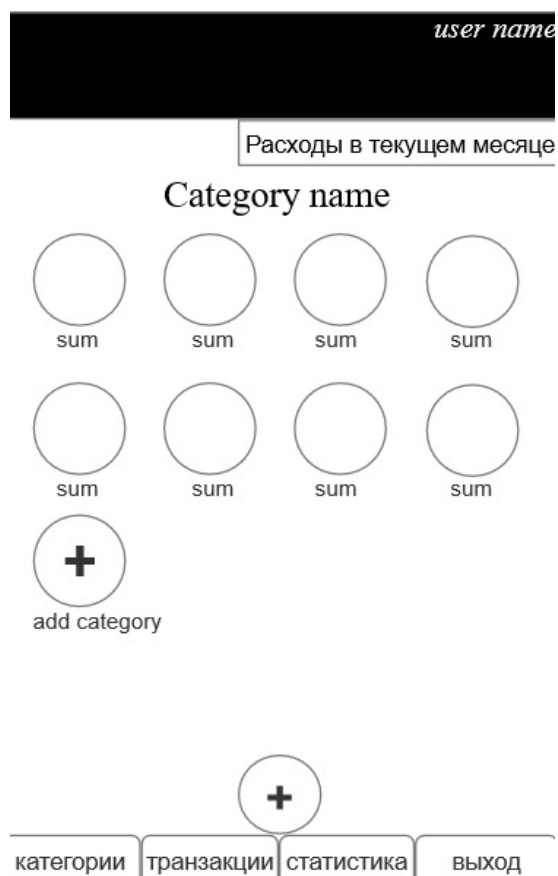 user name
Расходы в текущем месяце
Category name
sum sum sum sum
sum sum sum sum
+
add category
+
категории транзакции статистика выход